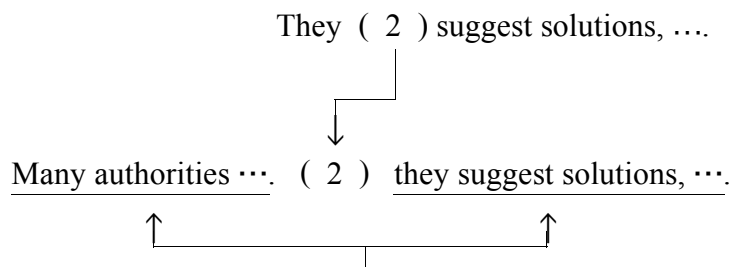 They ( 2 ) suggest solutions, ….
Many authorities …. ( 2 ) they suggest solutions, ….